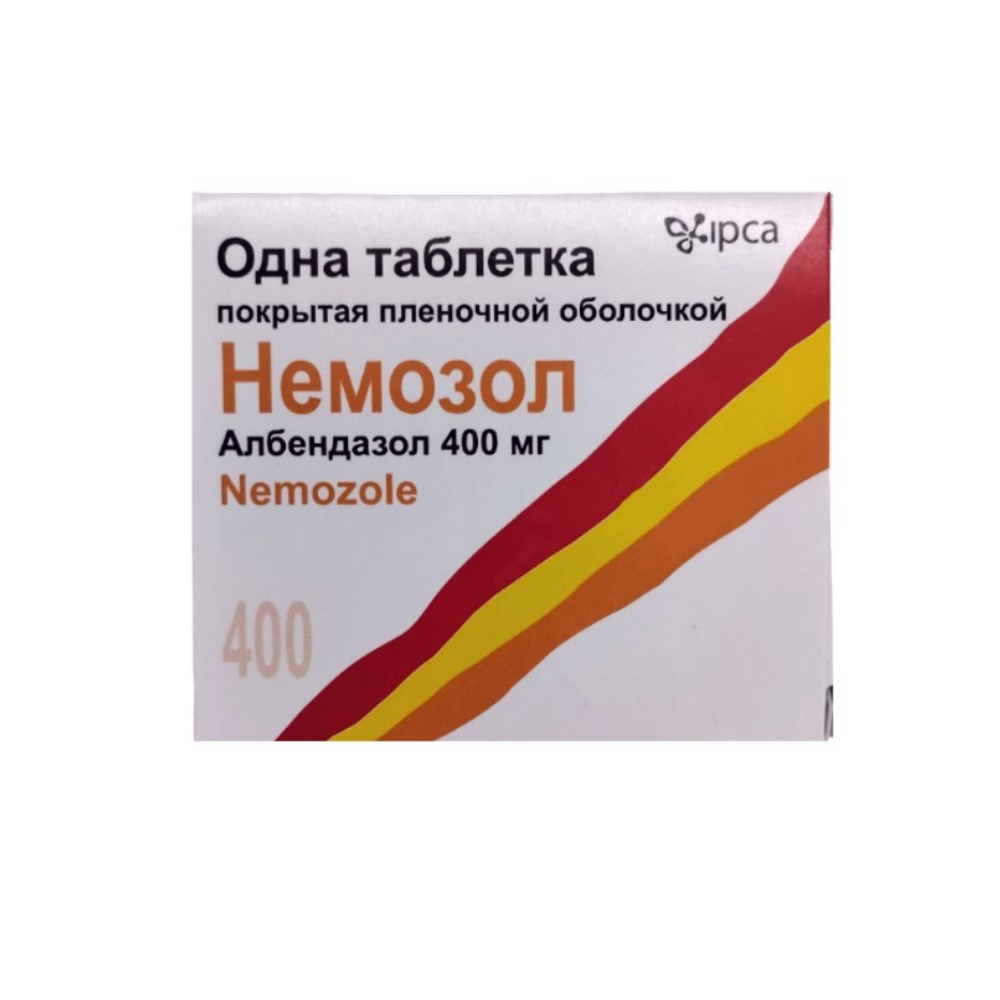 ipca
Одна таблетка
покрытая пленочной оболочкой
Немозол
Албендазол 400 мг
Nemozole
400